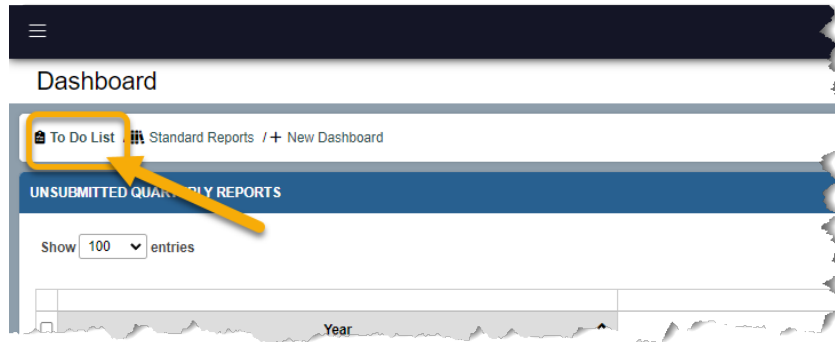 Dashboard
To Do List / Standard Reports / + New Dashboard
UNSUBMITTED QUARTERLY REPORTS
Show 100 entries
Year